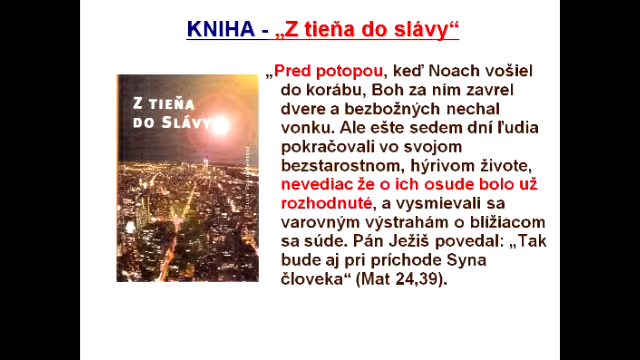 KNIHA - „Z tieňa do slávy“
„Pred potopou, keď Noach vošiel
do korábu, Boh za ním zavrel
dvere a bezbožných nechal
vonku. Ale ešte sedem dní ľudia
pokračovali vo svojom
bezstarostnom, hýrivom živote,
nevediac že o ich osude bolo už
rozhodnuté, a vysmievali sa
varovným výstrahám o blížiacom
sa súde. Pán Ježiš povedal: „Tak
bude aj pri príchode Syna
človeka“ (Mat 24,39).
Z TIEŇA
DO SLÁVY